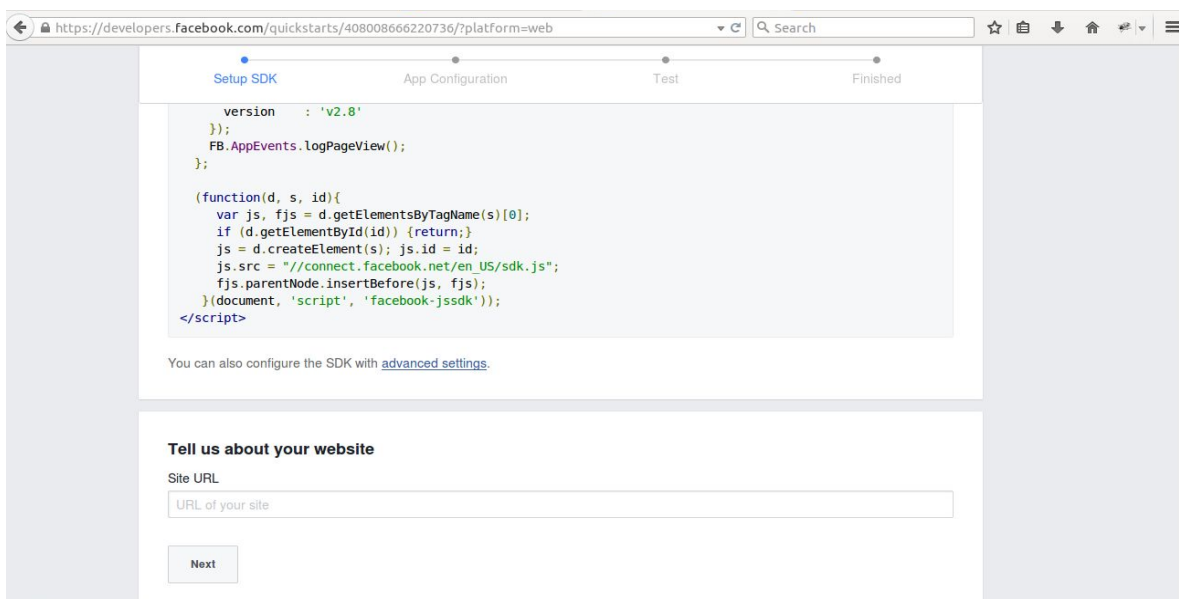 https://developers.facebook.com/quickstarts/408008666220736/?platform=web
Search
Setup SDK
App Configuration
Test
Finished
version    : 'v2.8'
});
FB.AppEvents.logPageView();
};
(function(d, s, id){
var js, fjs = d.getElementsByTagName(s)[0];
if (d.getElementById(id)) {return;}
js = d.createElement(s); js.id = id;
js.src = "//connect.facebook.net/en_US/sdk.js";
fjs.parentNode.insertBefore(js, fjs);
}(document, 'script', 'facebook-jssdk'));
</script>
You can also configure the SDK with advanced settings.
Tell us about your website
Site URL
URL of your site
Next